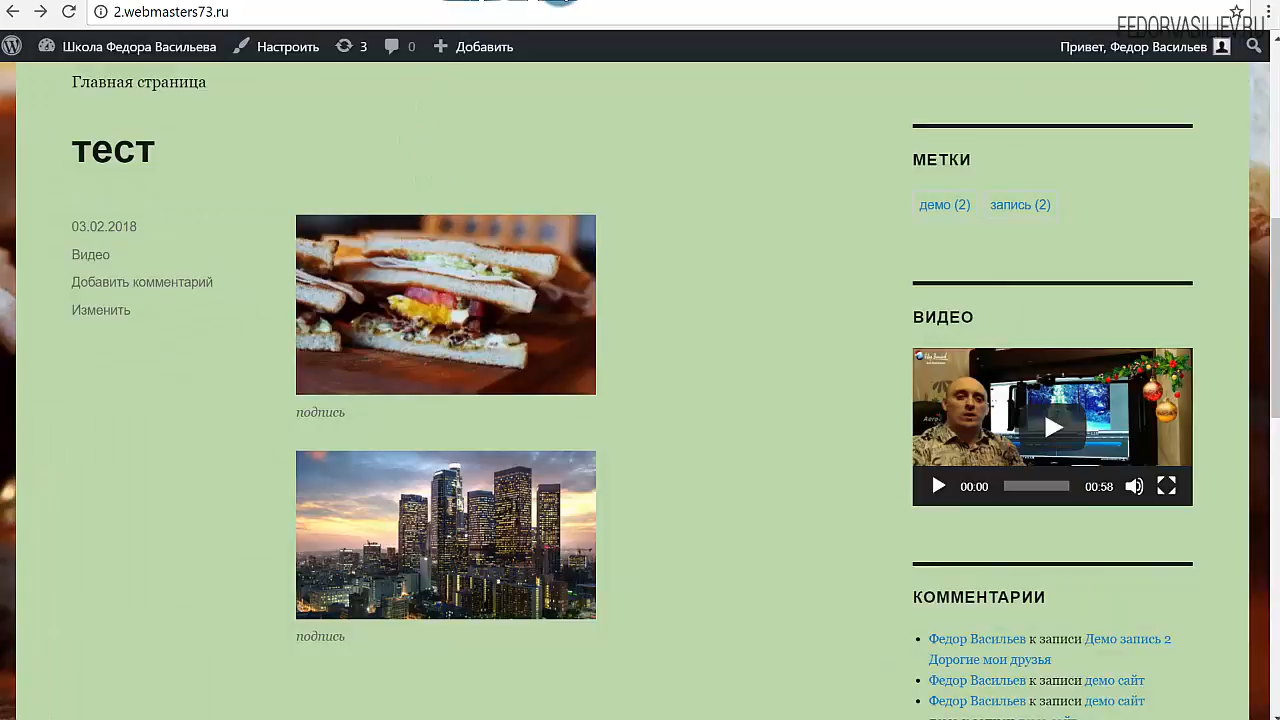 2.webmasters73.ru
FEDORVASILIEV.RU
Школа Федора Васильева
Настроить
3
0
Добавить
Привет, Федор Васильев
Главная страница
тест
03.02.2018
Видео
Добавить комментарий
Изменить
подпись
подпись
МЕТКИ
демо (2) запись (2)
ВИДЕО
00:00
00:58
КОММЕНТАРИИ
Федор Васильев к записи Демо запись 2
Дорогие мои друзья
Федор Васильев к записи демо сайт
Федор Васильев к записи демо сайт